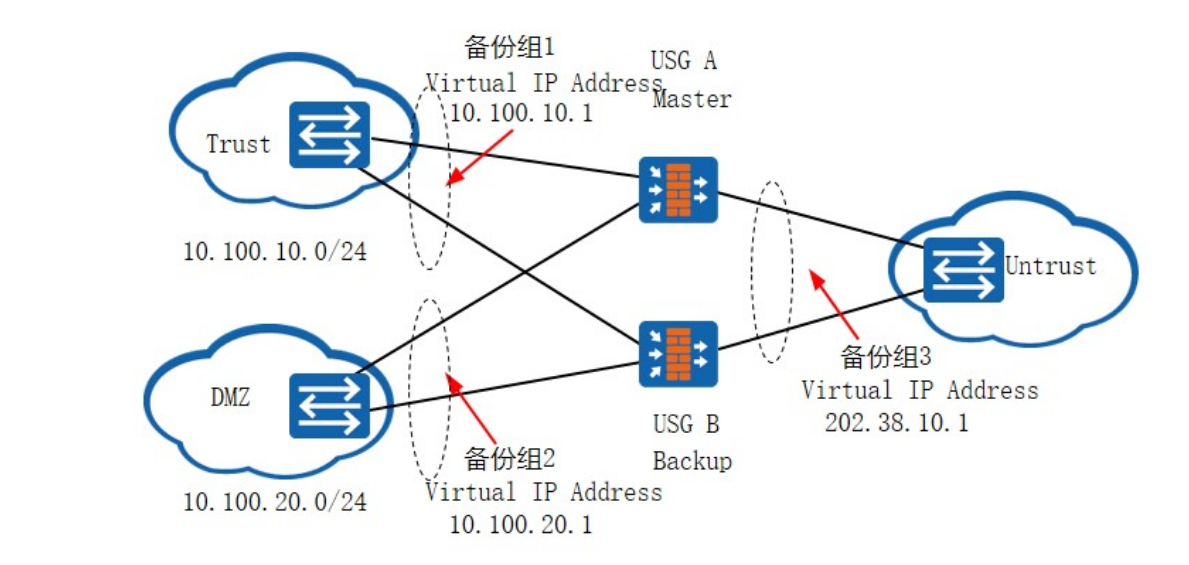 备份组1
Virtual IP Address
10.100.10.1
USG A
Master
Trust
10.100.10.0/24
Untrust
备份组3
Virtual IP Address
202.38.10.1
DMZ
10.100.20.0/24
USG B
Backup
备份组2
Virtual IP Address
10.100.20.1